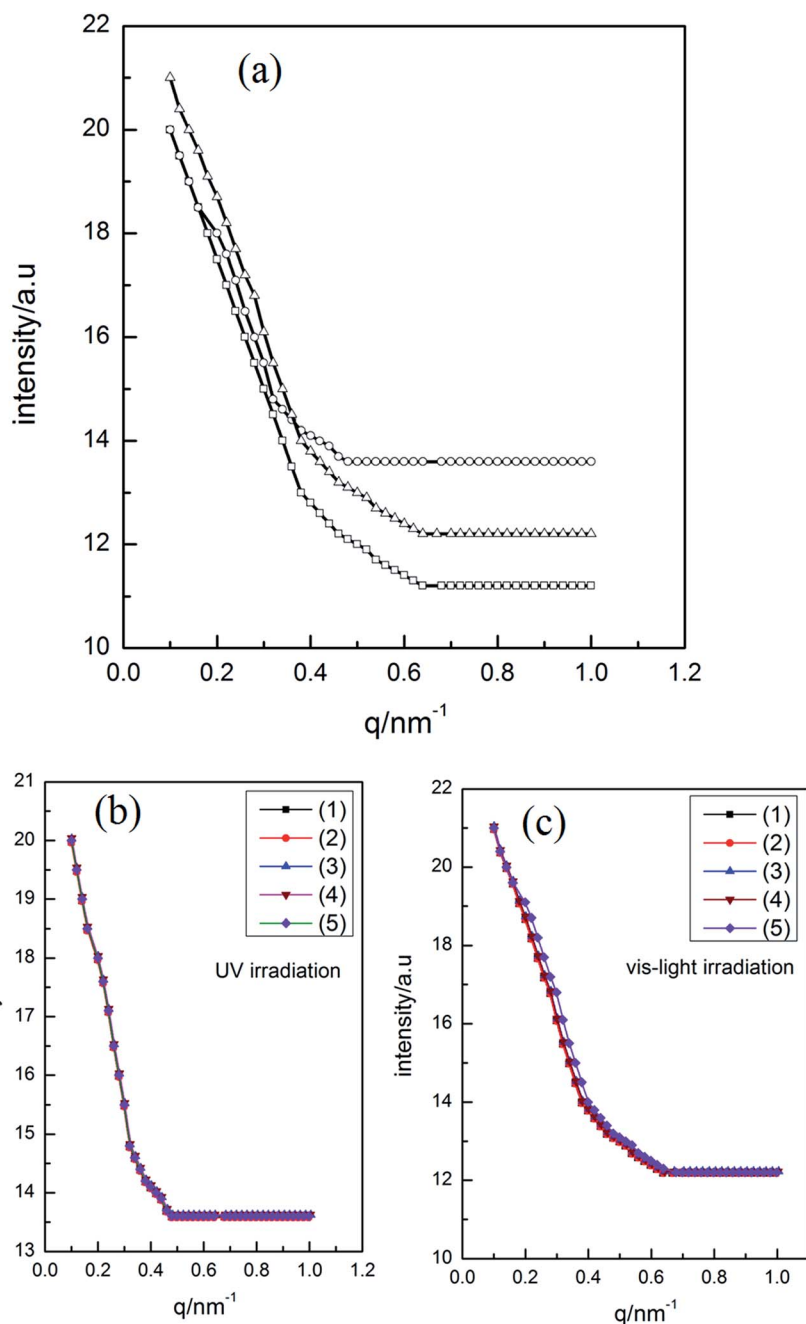 (a)
22
20
18
16
14
12
10
intensity/a.u
0.0 0.2 0.4 0.6 0.8 1.0 1.2
q/nm⁻¹
(b)
21
20
19
18
17
16
15
14
13
(1)
(2)
(3)
(4)
(5)
UV irradiation
0.0 0.2 0.4 0.6 0.8 1.0 1.2
q/nm⁻¹
(c)
22
20
18
16
14
12
10
intensity/a.u
(1)
(2)
(3)
(4)
(5)
vis-light irradiation
0.0 0.2 0.4 0.6 0.8 1.0
q/nm⁻¹